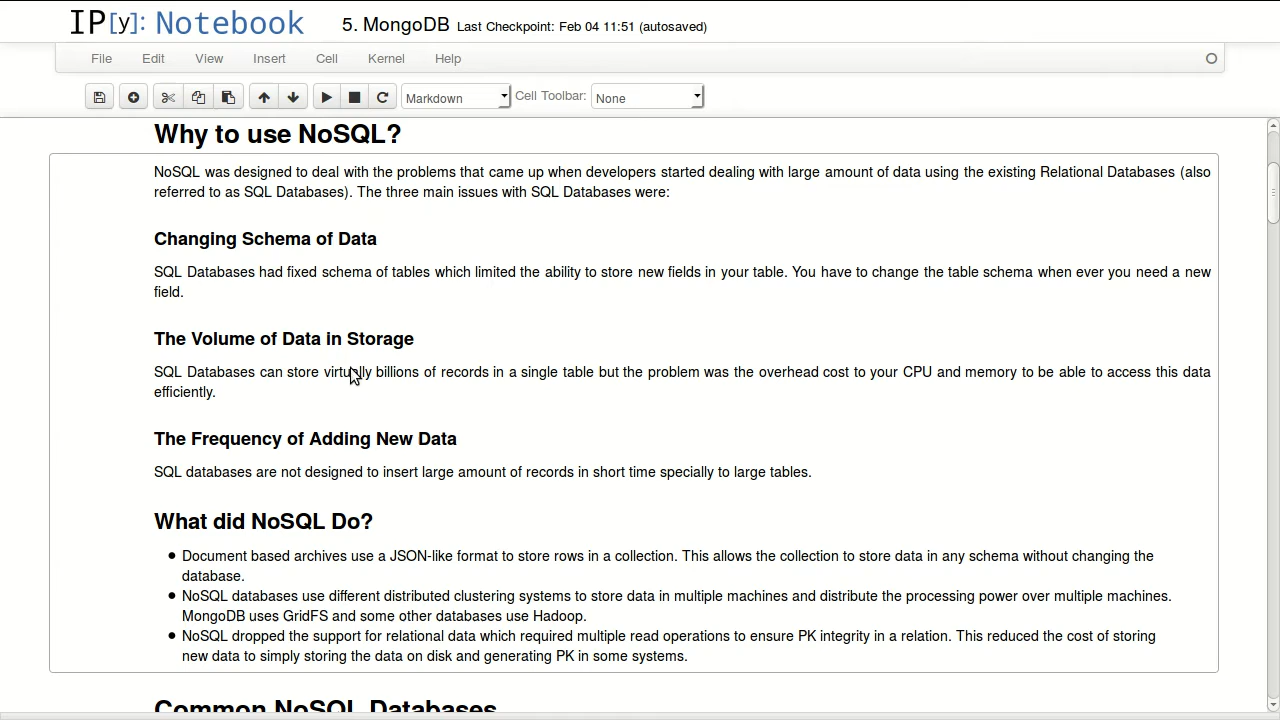 IP[y]: Notebook 5. MongoDB Last Checkpoint: Feb 04 11:51 (autosaved)
File Edit View Insert Cell Kernel Help
Markdown Cell Toolbar: None
Why to use NoSQL?
NoSQL was designed to deal with the problems that came up when developers started dealing with large amount of data using the existing Relational Databases (also
referred to as SQL Databases). The three main issues with SQL Databases were:
Changing Schema of Data
SQL Databases had fixed schema of tables which limited the ability to store new fields in your table. You have to change the table schema when ever you need a new
field.
The Volume of Data in Storage
SQL Databases can store virtually billions of records in a single table but the problem was the overhead cost to your CPU and memory to be able to access this data
efficiently.
The Frequency of Adding New Data
SQL databases are not designed to insert large amount of records in short time specially to large tables.
What did NoSQL Do?
● Document based archives use a JSON-like format to store rows in a collection. This allows the collection to store data in any schema without changing the
database.
● NoSQL databases use different distributed clustering systems to store data in multiple machines and distribute the processing power over multiple machines.
MongoDB uses GridFS and some other databases use Hadoop.
● NoSQL dropped the support for relational data which required multiple read operations to ensure PK integrity in a relation. This reduced the cost of storing
new data to simply storing the data on disk and generating PK in some systems.
Common NoSQL Databases